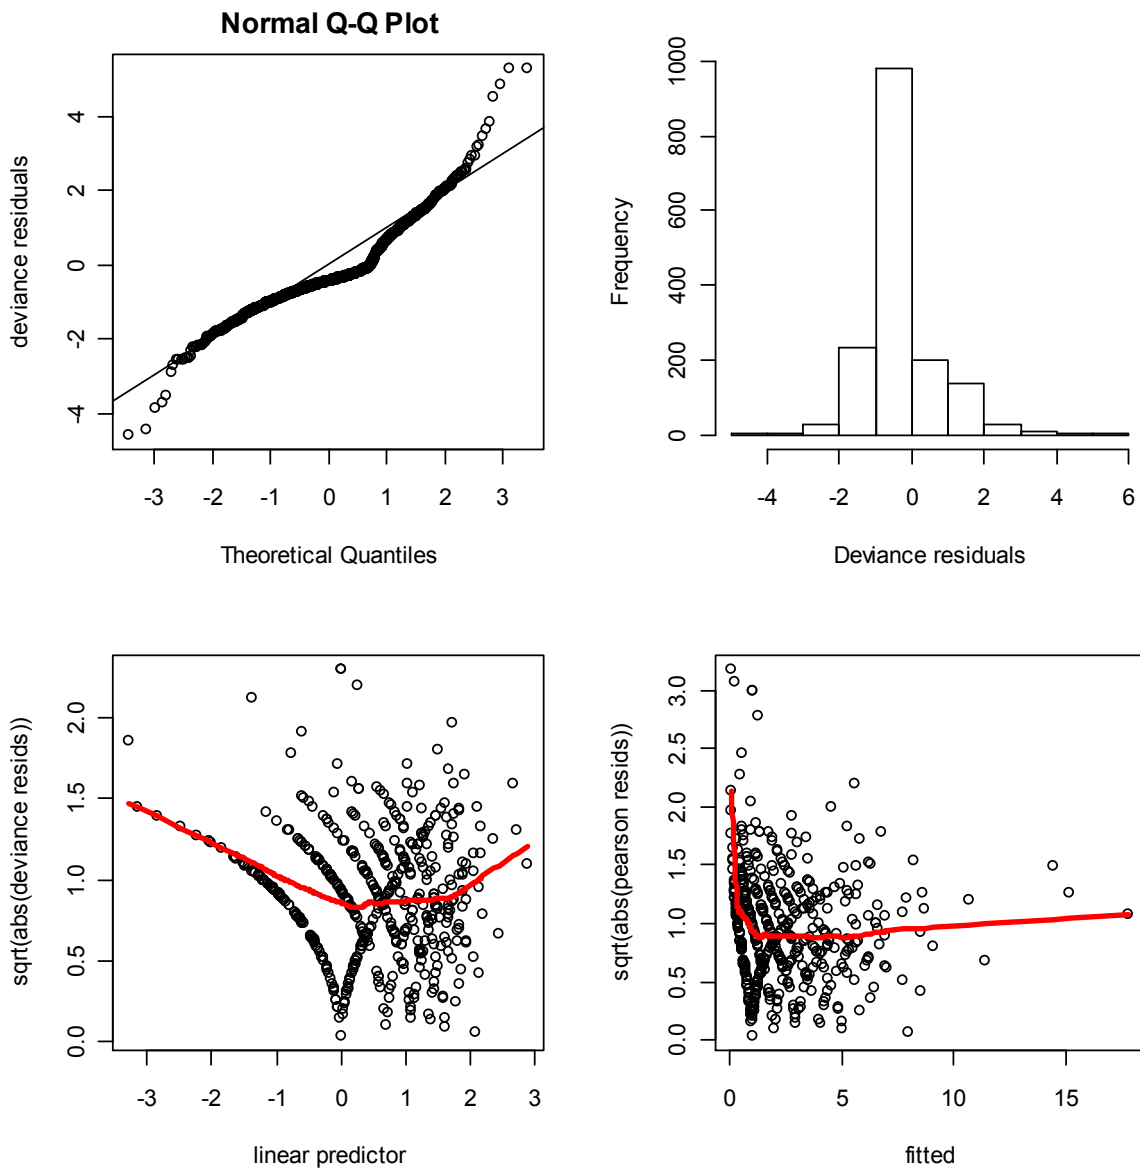 Normal Q-Q Plot
deviance residuals
-4 -2 0 2 4
-3 -2 -1 0 1 2 3
Theoretical Quantiles
Frequency
0 200 400 600 800 1000
-4 -2 0 2 4 6
Deviance residuals
sqrt(abs(deviance resids))
0.0 0.5 1.0 1.5 2.0
-3 -2 -1 0 1 2 3
linear predictor
sqrt(abs(pearson resids))
0.0 0.5 1.0 1.5 2.0 2.5 3.0
0 5 10 15
fitted